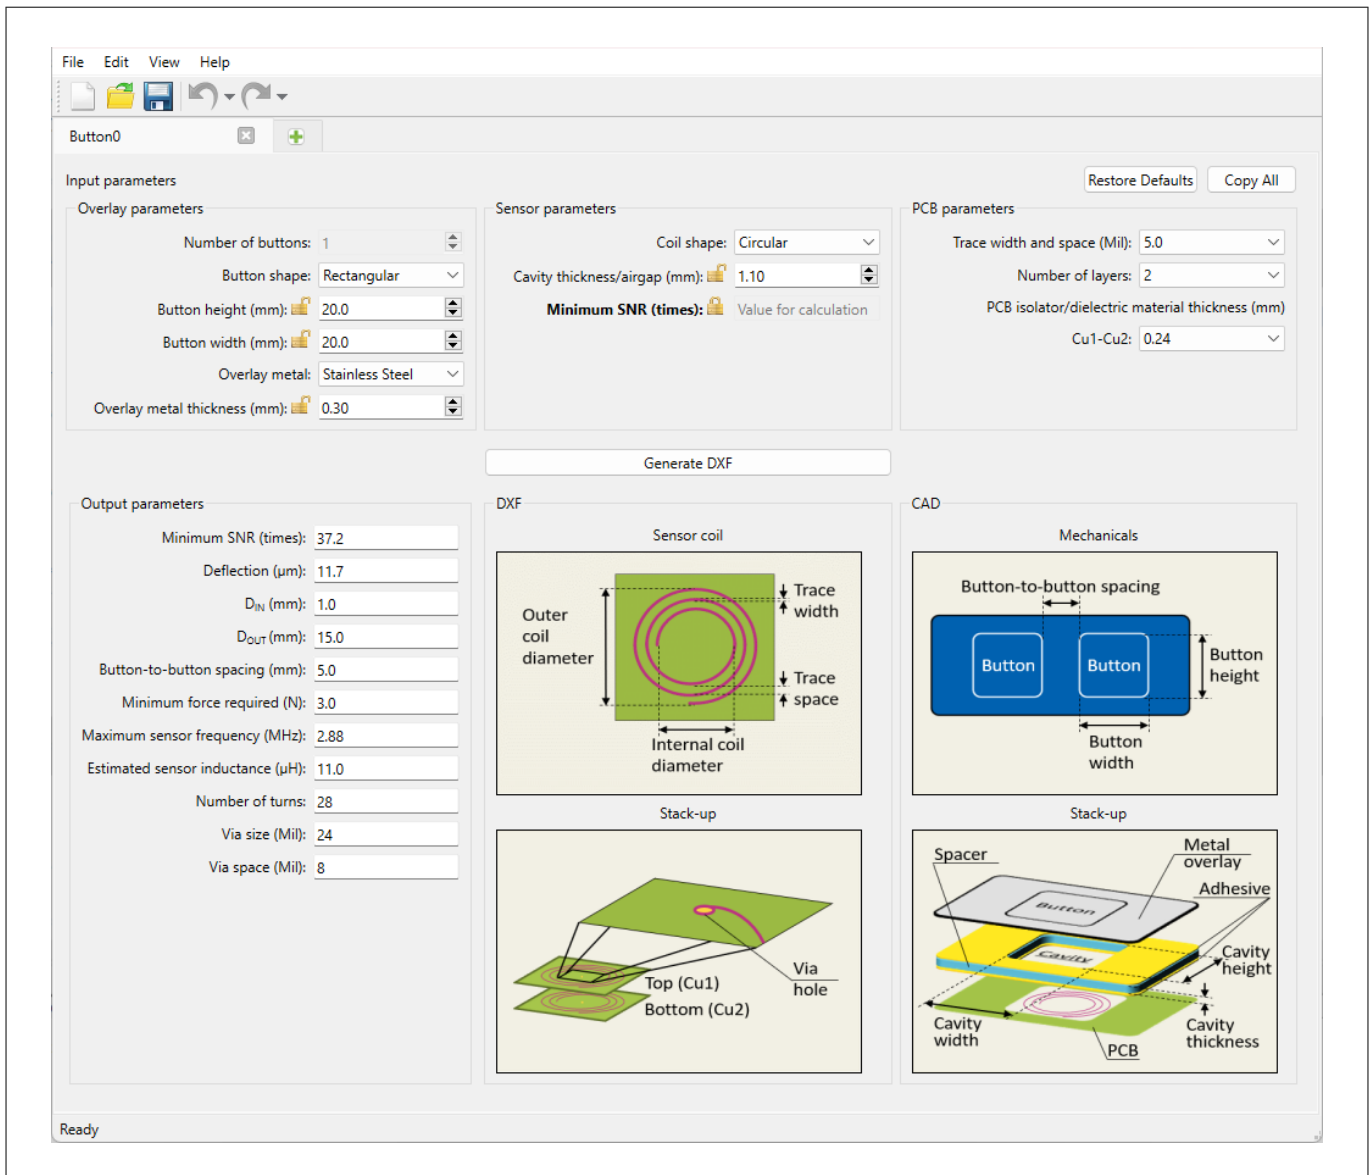 File Edit View Help
Button0
Input parameters
Restore Defaults
Copy All
Overlay parameters
Number of buttons: 1
Button shape: Rectangular
Button height (mm): 20.0
Button width (mm): 20.0
Overlay metal: Stainless Steel
Overlay metal thickness (mm): 0.30
Sensor parameters
Coil shape: Circular
Cavity thickness/airgap (mm): 1.10
Minimum SNR (times): Value for calculation
PCB parameters
Trace width and space (Mil): 5.0
Number of layers: 2
PCB isolator/dielectric material thickness (mm)
Cu1-Cu2: 0.24
Generate DXF
Output parameters
Minimum SNR (times): 37.2
Deflection (μm): 11.7
DIN (mm): 1.0
DOUT (mm): 15.0
Button-to-button spacing (mm): 5.0
Minimum force required (N): 3.0
Maximum sensor frequency (MHz): 2.88
Estimated sensor inductance (μH): 11.0
Number of turns: 28
Via size (Mil): 24
Via space (Mil): 8
DXF
Sensor coil
Outer
coil
diameter
Trace
width
Trace
space
Internal coil
diameter
Stack-up
Top (Cu1)
Bottom (Cu2)
Via
hole
CAD
Mechanicals
Button-to-button spacing
Button
Button
Button
height
Button
width
Stack-up
Spacer
Metal
overlay
Adhesive
Button
Cavity
Cavity
height
Cavity
width
Cavity
thickness
PCB
Ready